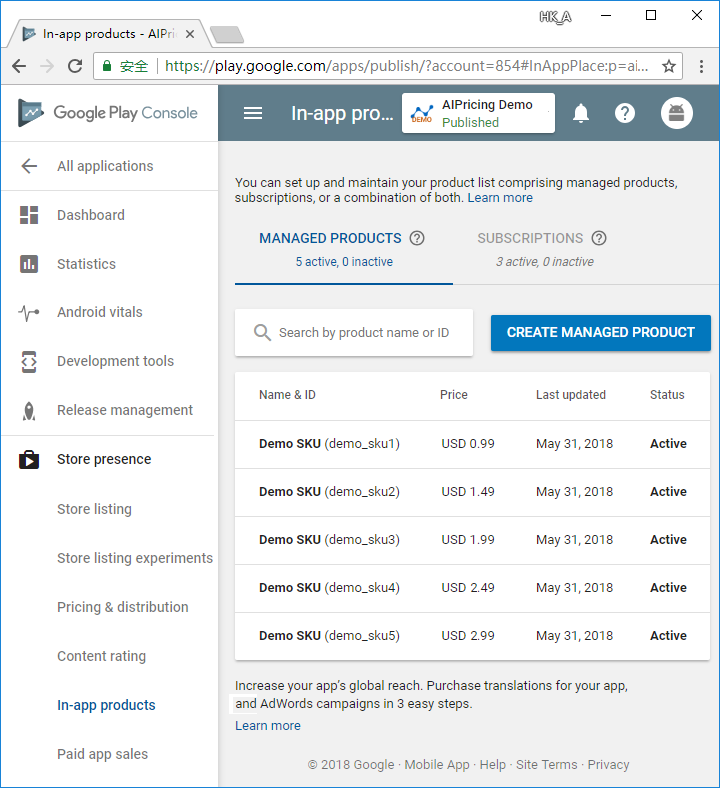 HK_A
In-app products - AIPri
安全 https://play.google.com/apps/publish/?account=854#InAppPlace:p=ai...
Google Play Console
In-app pro...
DEMO
AIPricing Demo
Published
All applications
Dashboard
Statistics
Android vitals
Development tools
Release management
Store presence
Store listing
Store listing experiments
Pricing & distribution
Content rating
In-app products
Paid app sales
You can set up and maintain your product list comprising managed products,
subscriptions, or a combination of both. Learn more
MANAGED PRODUCTS
5 active, 0 inactive
SUBSCRIPTIONS
3 active, 0 inactive
Search by product name or ID
CREATE MANAGED PRODUCT
Name & ID Price Last updated Status
Demo SKU (demo_sku1) USD 0.99 May 31, 2018 Active
Demo SKU (demo_sku2) USD 1.49 May 31, 2018 Active
Demo SKU (demo_sku3) USD 1.99 May 31, 2018 Active
Demo SKU (demo_sku4) USD 2.49 May 31, 2018 Active
Demo SKU (demo_sku5) USD 2.99 May 31, 2018 Active
Increase your app's global reach. Purchase translations for your app,
and AdWords campaigns in 3 easy steps.
Learn more
© 2018 Google · Mobile App · Help · Site Terms · Privacy